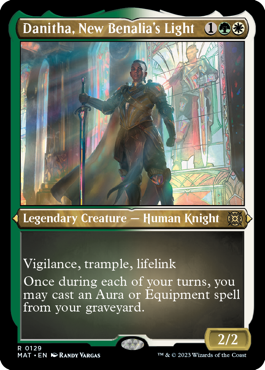 Danitha, New Benalia's Light 1
Legendary Creature — Human Knight
Vigilance, trample, lifelink
Once during each of your turns, you
may cast an Aura or Equipment spell
from your graveyard.
2/2
R 0129
MAT • EN RANDY VARGAS ™ & © 2023 Wizards of the Coast